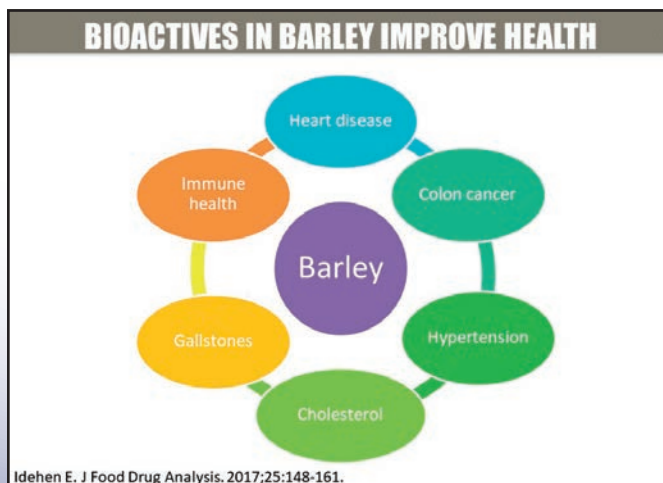 BIOACTIVES IN BARLEY IMPROVE HEALTH
Heart disease
Immune
health
Colon cancer
Barley
Gallstones
Hypertension
Cholesterol
Idehen E. J Food Drug Analysis. 2017;25:148-161.